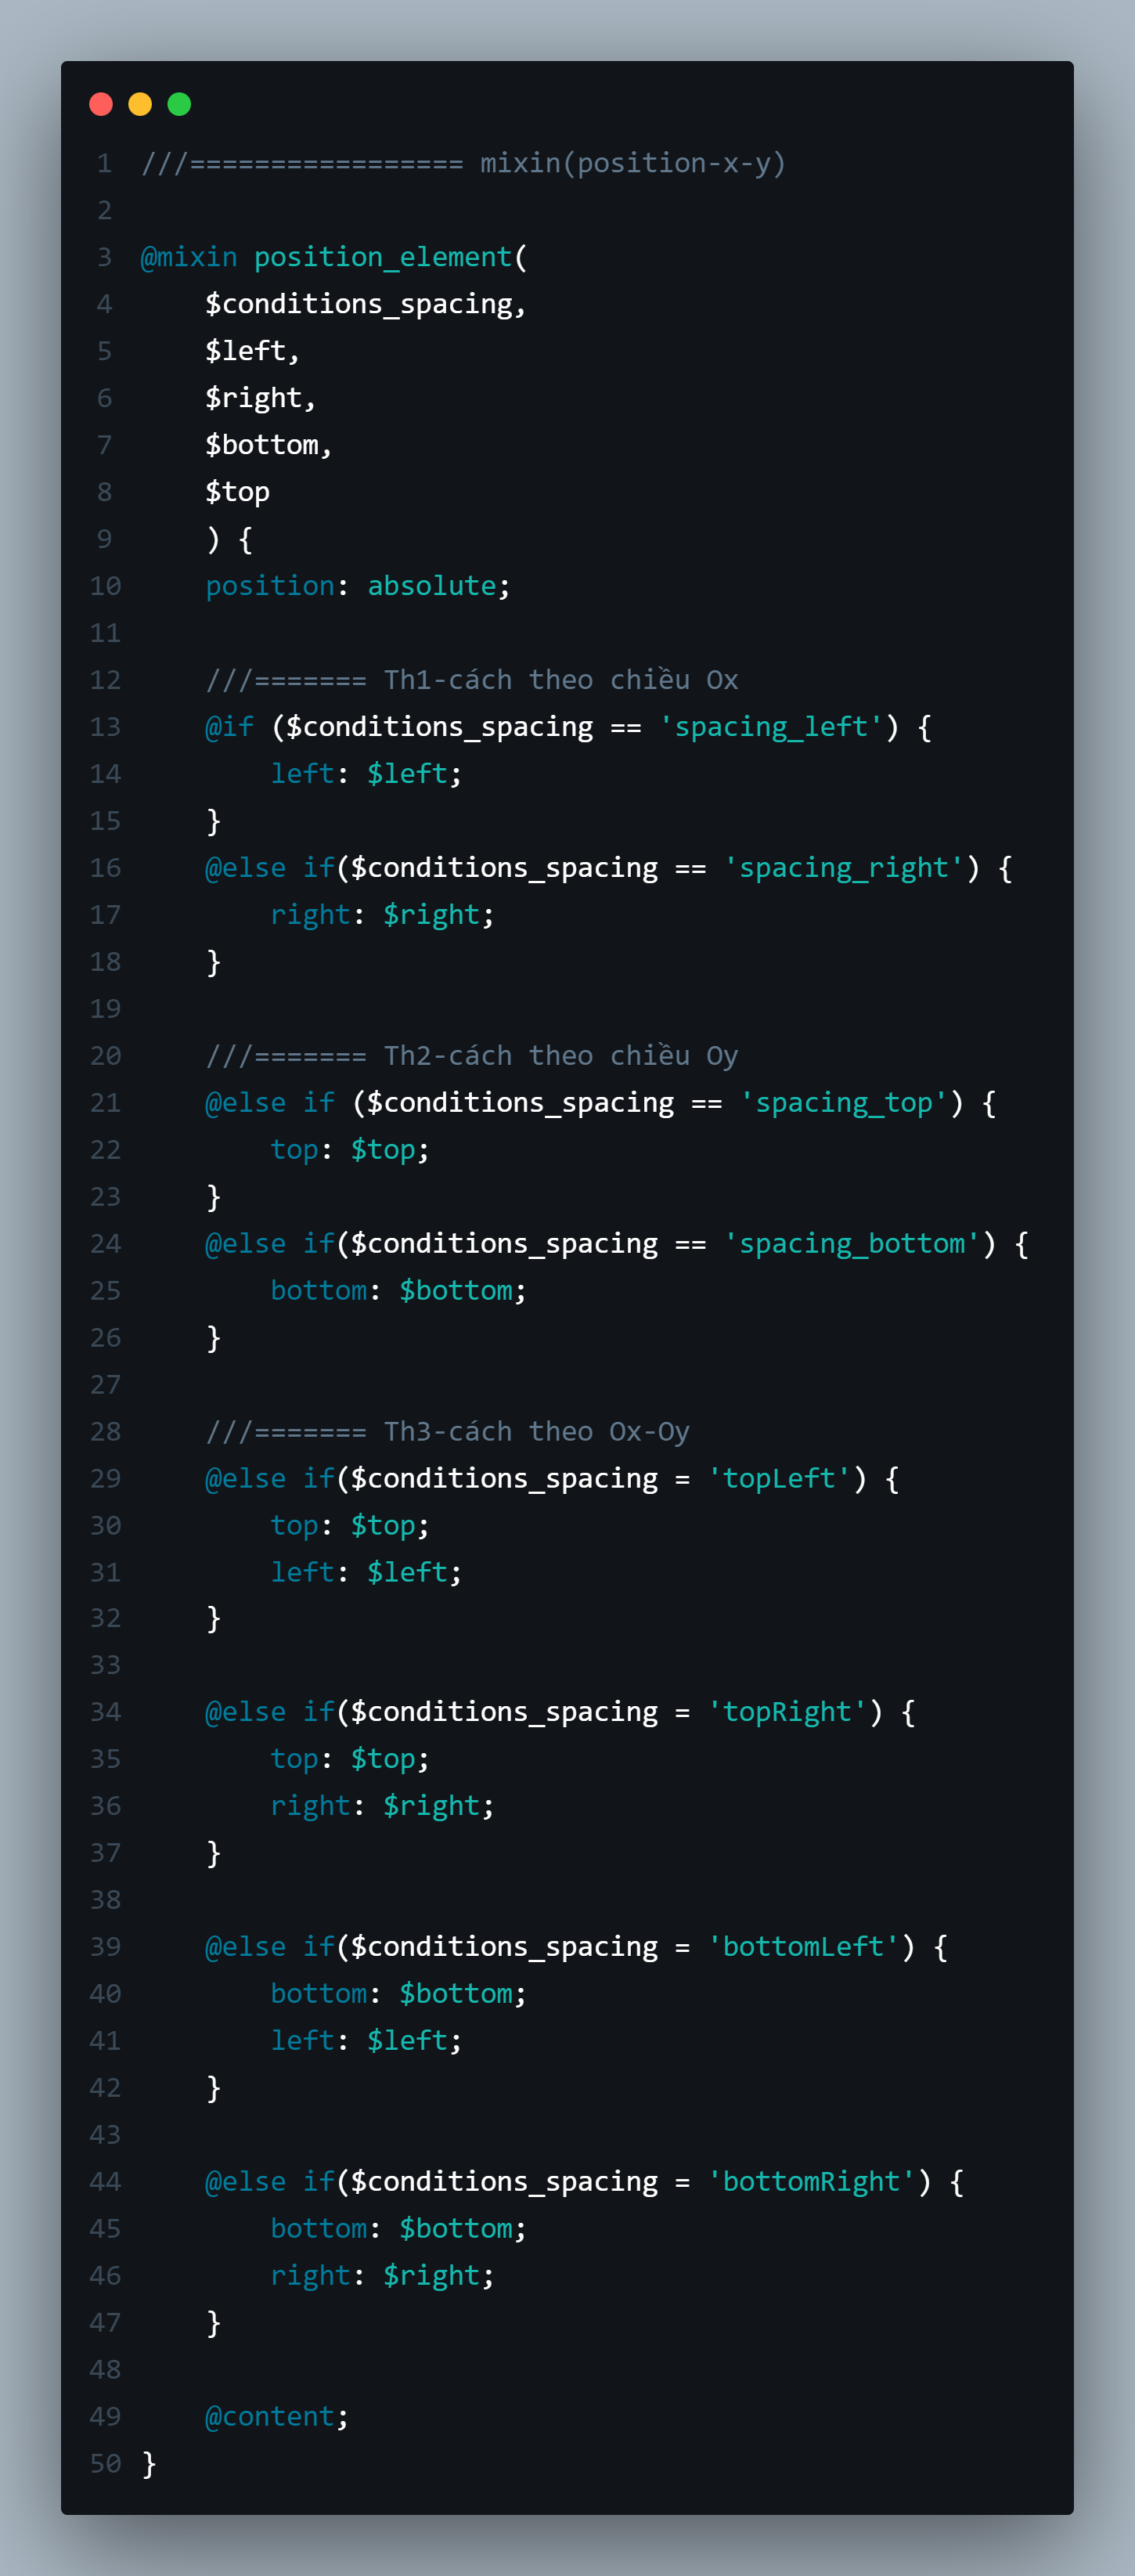 1 ///================= mixin(position-x-y)
2
3 @mixin position_element(
4     $conditions_spacing,
5     $left,
6     $right,
7     $bottom,
8     $top
9     ) {
10     position: absolute;
11
12     ///======= Th1-cách theo chiều Ox
13     @if ($conditions_spacing == 'spacing_left') {
14         left: $left;
15     }
16     @else if($conditions_spacing == 'spacing_right') {
17         right: $right;
18     }
19
20     ///======= Th2-cách theo chiều Oy
21     @else if ($conditions_spacing == 'spacing_top') {
22         top: $top;
23     }
24     @else if($conditions_spacing == 'spacing_bottom') {
25         bottom: $bottom;
26     }
27
28     ///======= Th3-cách theo Ox-Oy
29     @else if($conditions_spacing = 'topLeft') {
30         top: $top;
31         left: $left;
32     }
33
34     @else if($conditions_spacing = 'topRight') {
35         top: $top;
36         right: $right;
37     }
38
39     @else if($conditions_spacing = 'bottomLeft') {
40         bottom: $bottom;
41         left: $left;
42     }
43
44     @else if($conditions_spacing = 'bottomRight') {
45         bottom: $bottom;
46         right: $right;
47     }
48
49     @content;
50 }